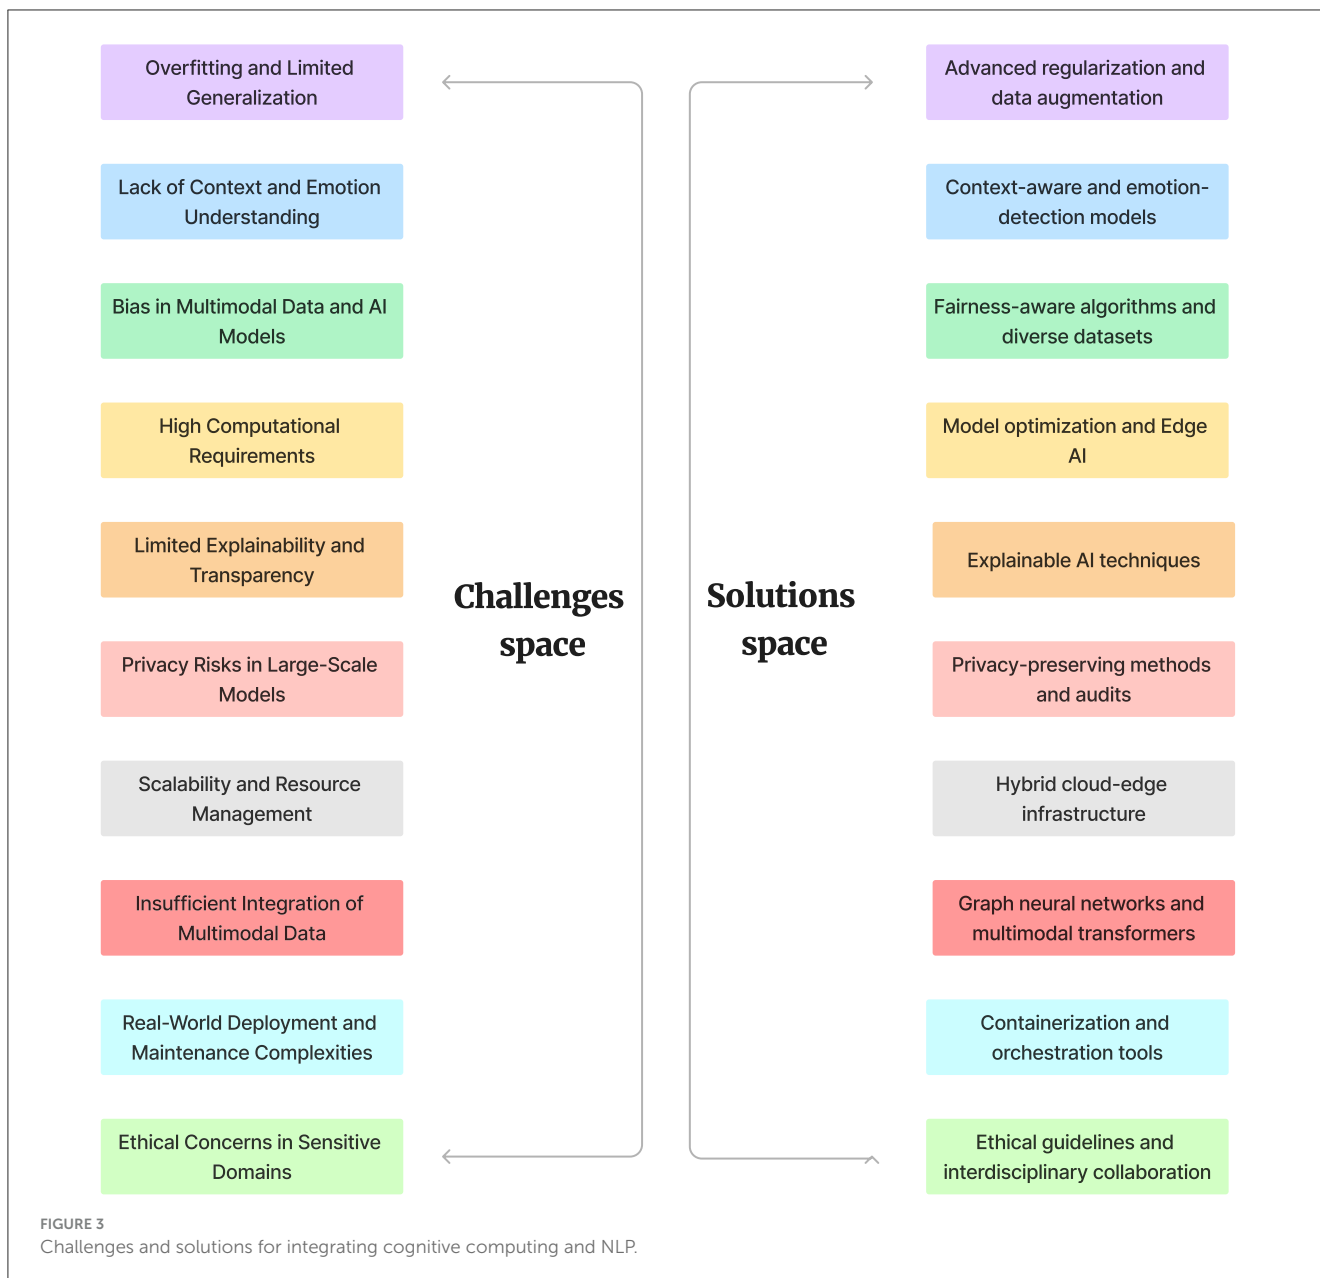 Overfitting and Limited
Generalization
Advanced regularization and
data augmentation
Lack of Context and Emotion
Understanding
Context-aware and emotion-
detection models
Bias in Multimodal Data and AI
Models
Fairness-aware algorithms and
diverse datasets
High Computational
Requirements
Model optimization and Edge
AI
Limited Explainability and
Transparency
Explainable AI techniques
Challenges
space
Solutions
space
Privacy Risks in Large-Scale
Models
Privacy-preserving methods
and audits
Scalability and Resource
Management
Hybrid cloud-edge
infrastructure
Insufficient Integration of
Multimodal Data
Graph neural networks and
multimodal transformers
Real-World Deployment and
Maintenance Complexities
Containerization and
orchestration tools
Ethical Concerns in Sensitive
Domains
Ethical guidelines and
interdisciplinary collaboration
FIGURE 3
Challenges and solutions for integrating cognitive computing and NLP.